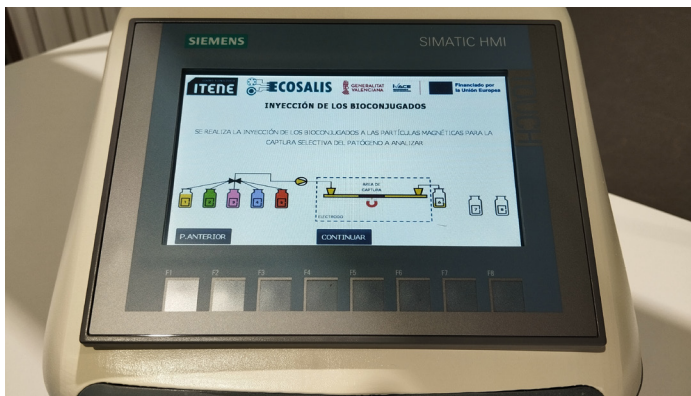 SIEMENS
SIMATIC HMI
ITENE
ECOSALIS
GENERALITAT
VALENCIANA
Financiado por
la Unión Europea
INYECCIÓN DE LOS BIOCONJUGADOS
SE REALIZA LA INYECCIÓN DE LOS BIOCONJUGADOS A LAS PARTÍCULAS MAGNÉTICAS PARA LA
CAPTURA SELECTIVA DEL PATÓGENO A ANALIZAR
ÁREA DE
CAPTURA
ELECTRODO
P.ANTERIOR
CONTINUAR
F1 F2 F3 F4 F5 F6 F7 F8